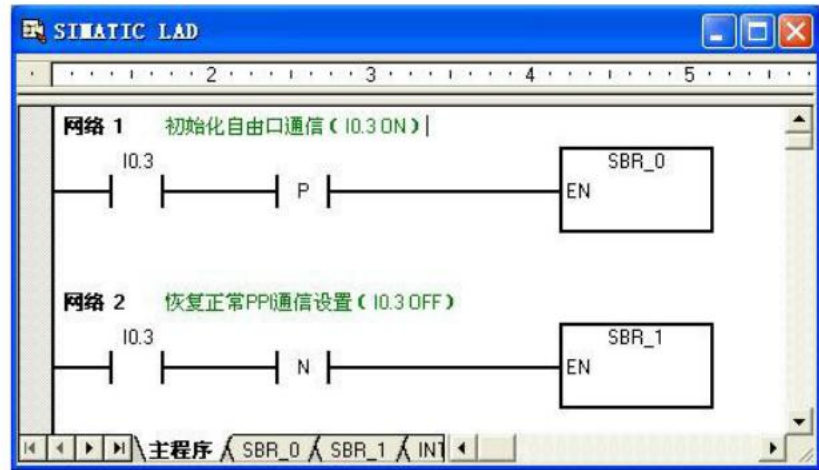 SIMATIC LAD
2 3 4 5
网络 1 初始化自由口通信 ( I0.3 ON )
I0.3
P
SBR_0
EN
网络 2 恢复正常PPI通信设置 ( I0.3 OFF )
I0.3
N
SBR_1
EN
主程序 SBR_0 SBR_1 INT